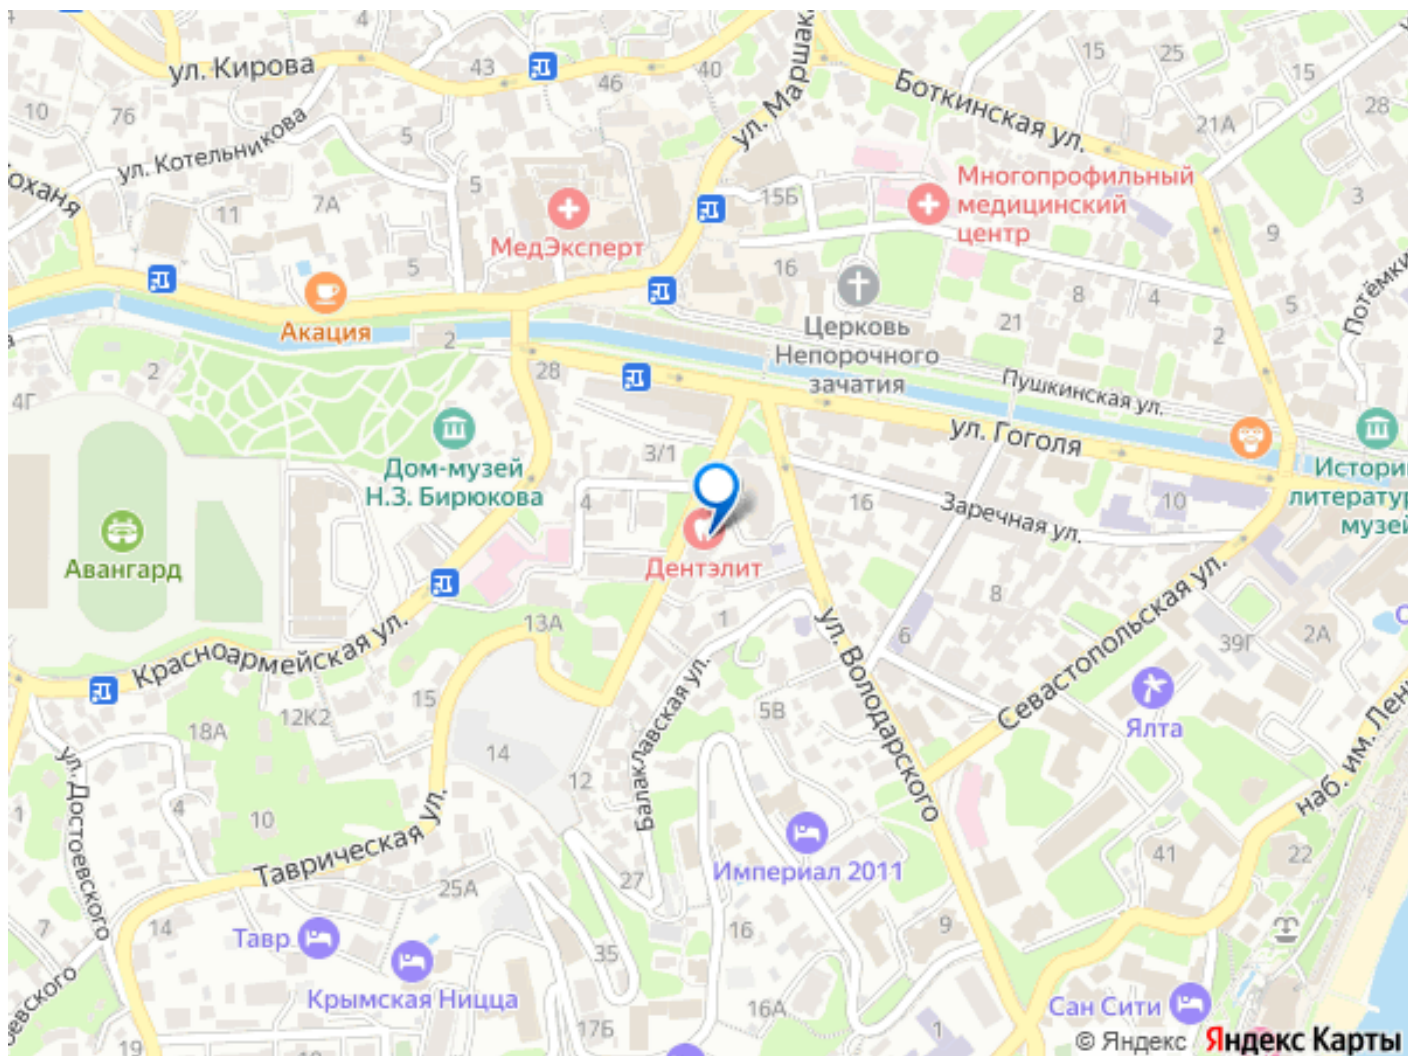 ул. Кирова
43
46
40
15
25
15
28
10
76
5
ул. Маршака
Боткинская ул.
21А
ул. Котельникова
5
15Б
Многопрофильный
медицинский
центр
3
7А
11
МедЭксперт
9
5
16
8
4
5
Акация
Церковь
Непорочного
зачатия
21
2
2
2
28
4Г
Пушкинская ул.
ул. Гоголя
Дом-музей
Н.З. Бирюкова
3/1
4
16
Заречная ул.
10
музей
Авангард
Дентэлит
8
1
13А
6
39Г
2А
Красноармейская ул.
ул. Володарского
Севастопольская ул.
15
12К2
18А
Балаклавская ул.
5В
Ялта
14
12
ул. Достоевского
4
1
10
Таврическая ул.
наб. им. Лен
Империал 2011
41
22
25А
27
7
14
Тавр
16
9
35
Крымская Ницца
16А
Сан Сити
17Б
1
19
© Яндекс Яндекс Карты